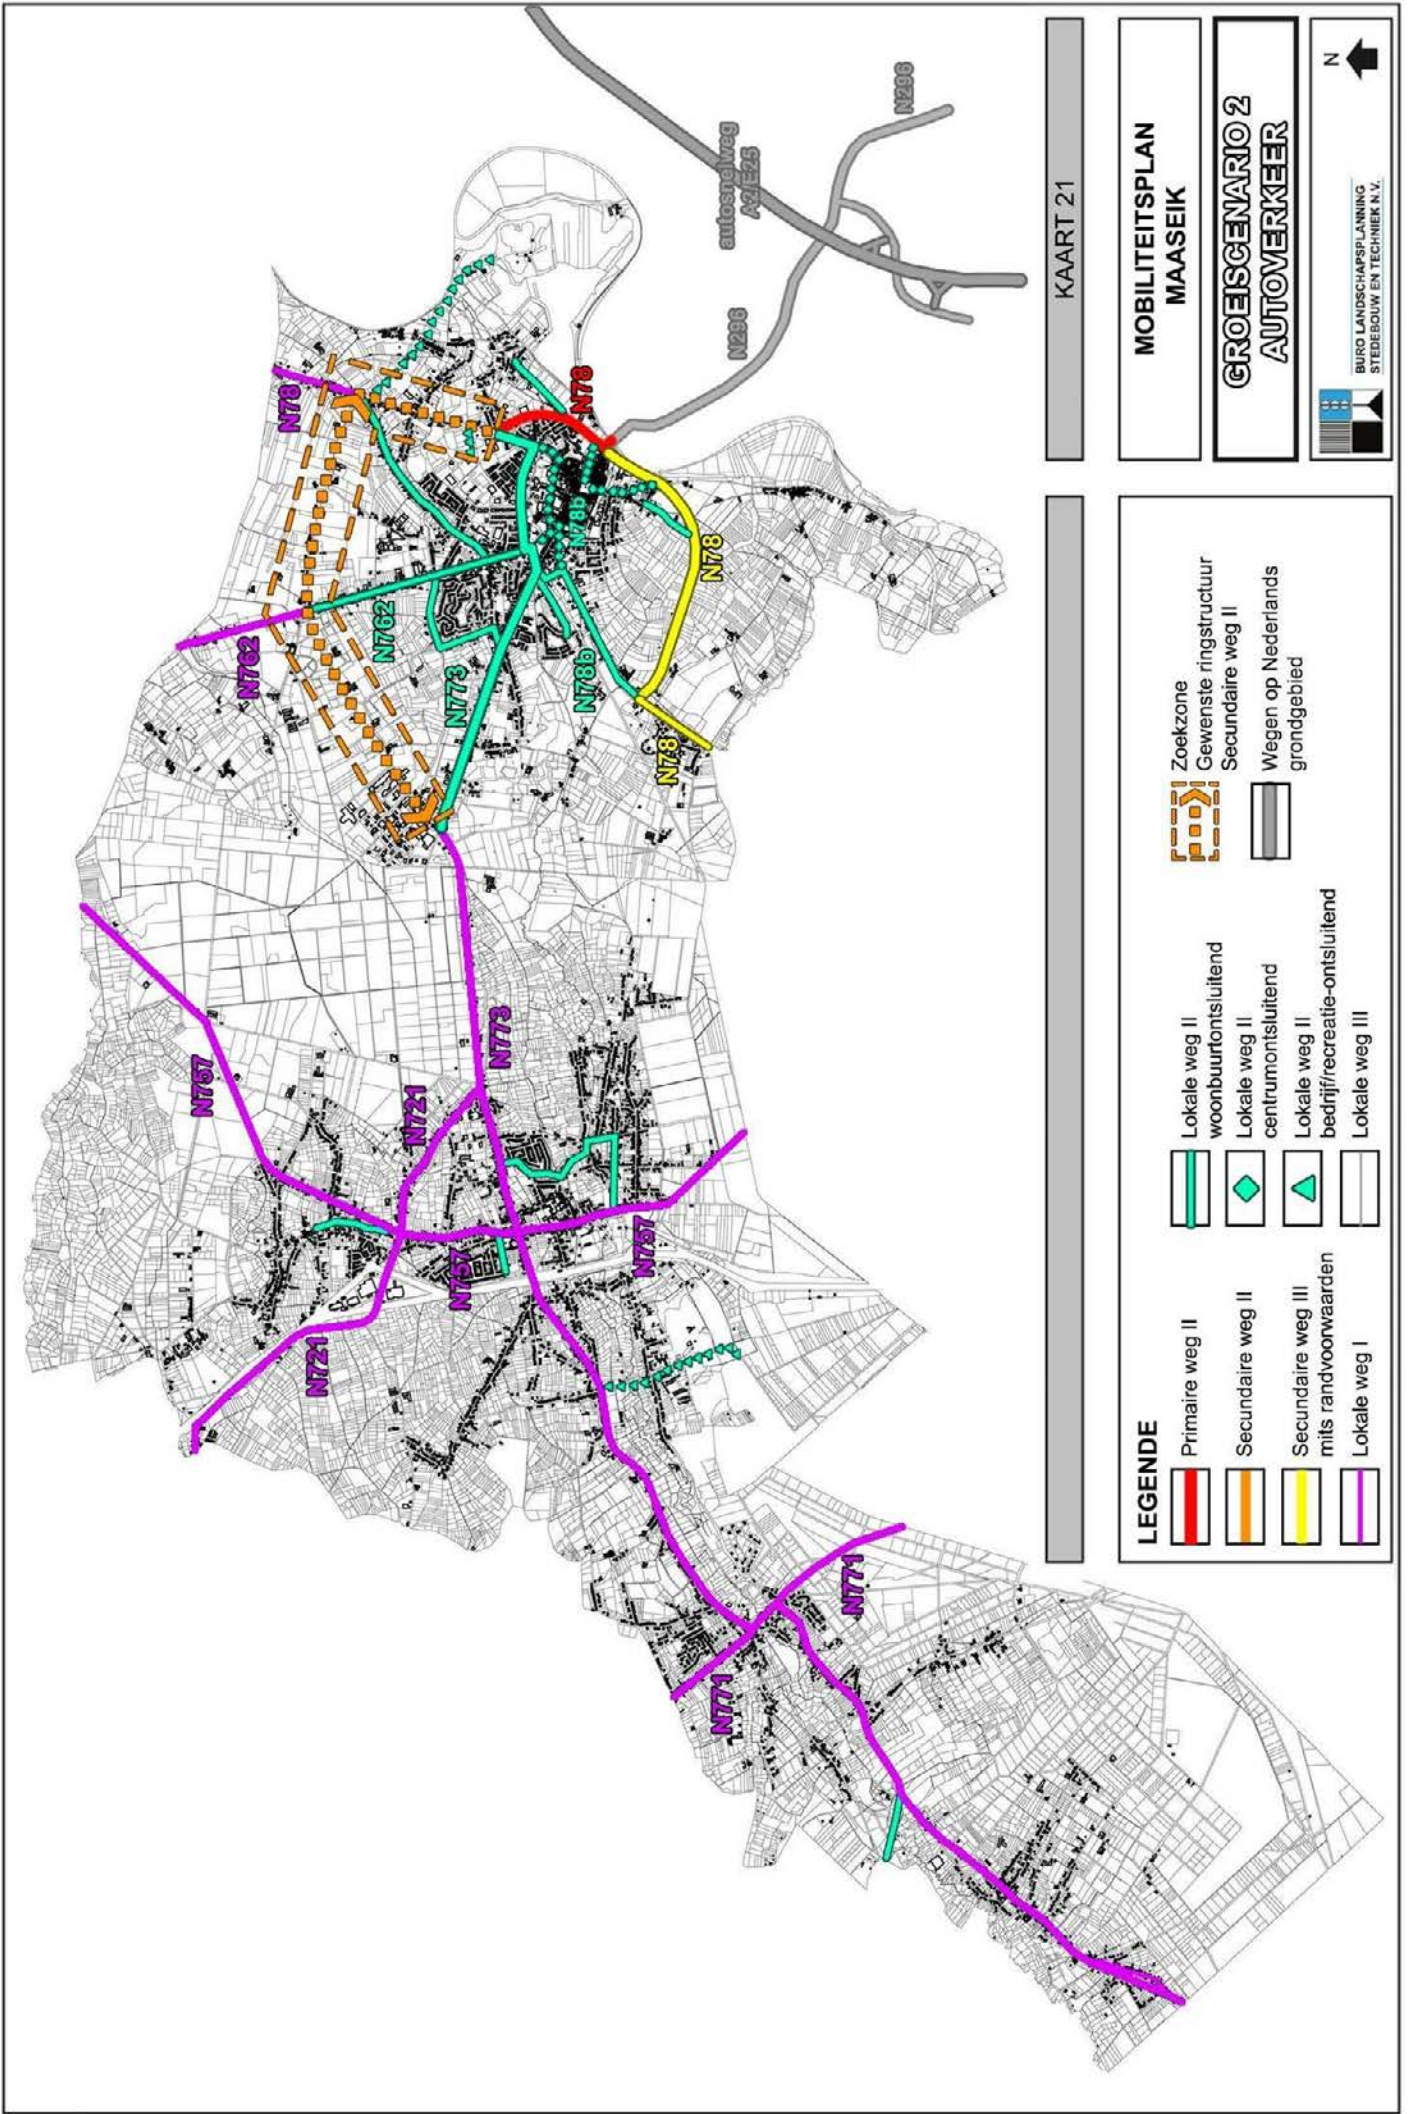 N78
N762
N762
N773
N78b
N78b
N78
N78
N78
N773
N757
N721
N721
N757
N757
N771
N771
autosnelweg
A2/E25
N296
N296
KAART 21
MOBILITEITSPLAN
MAASEIK
GROEISCENARIO 2
AUTOVERKEER
N
BURO LANDSCHAPSPLANNING
STEDEBOUW EN TECHNIEK N.V.
LEGENDE
Primaire weg II
Secundaire weg II
Secundaire weg III
mits randvoorwaarden
Lokale weg I
Lokale weg II
woonbuurtontsluitend
Lokale weg II
centrumontsluitend
Lokale weg II
bedrijf/recreatie-ontsluitend
Lokale weg III
Zoekzone
Gewenste ringstructuur
Secundaire weg II
Wegen op Nederlands
grondgebied